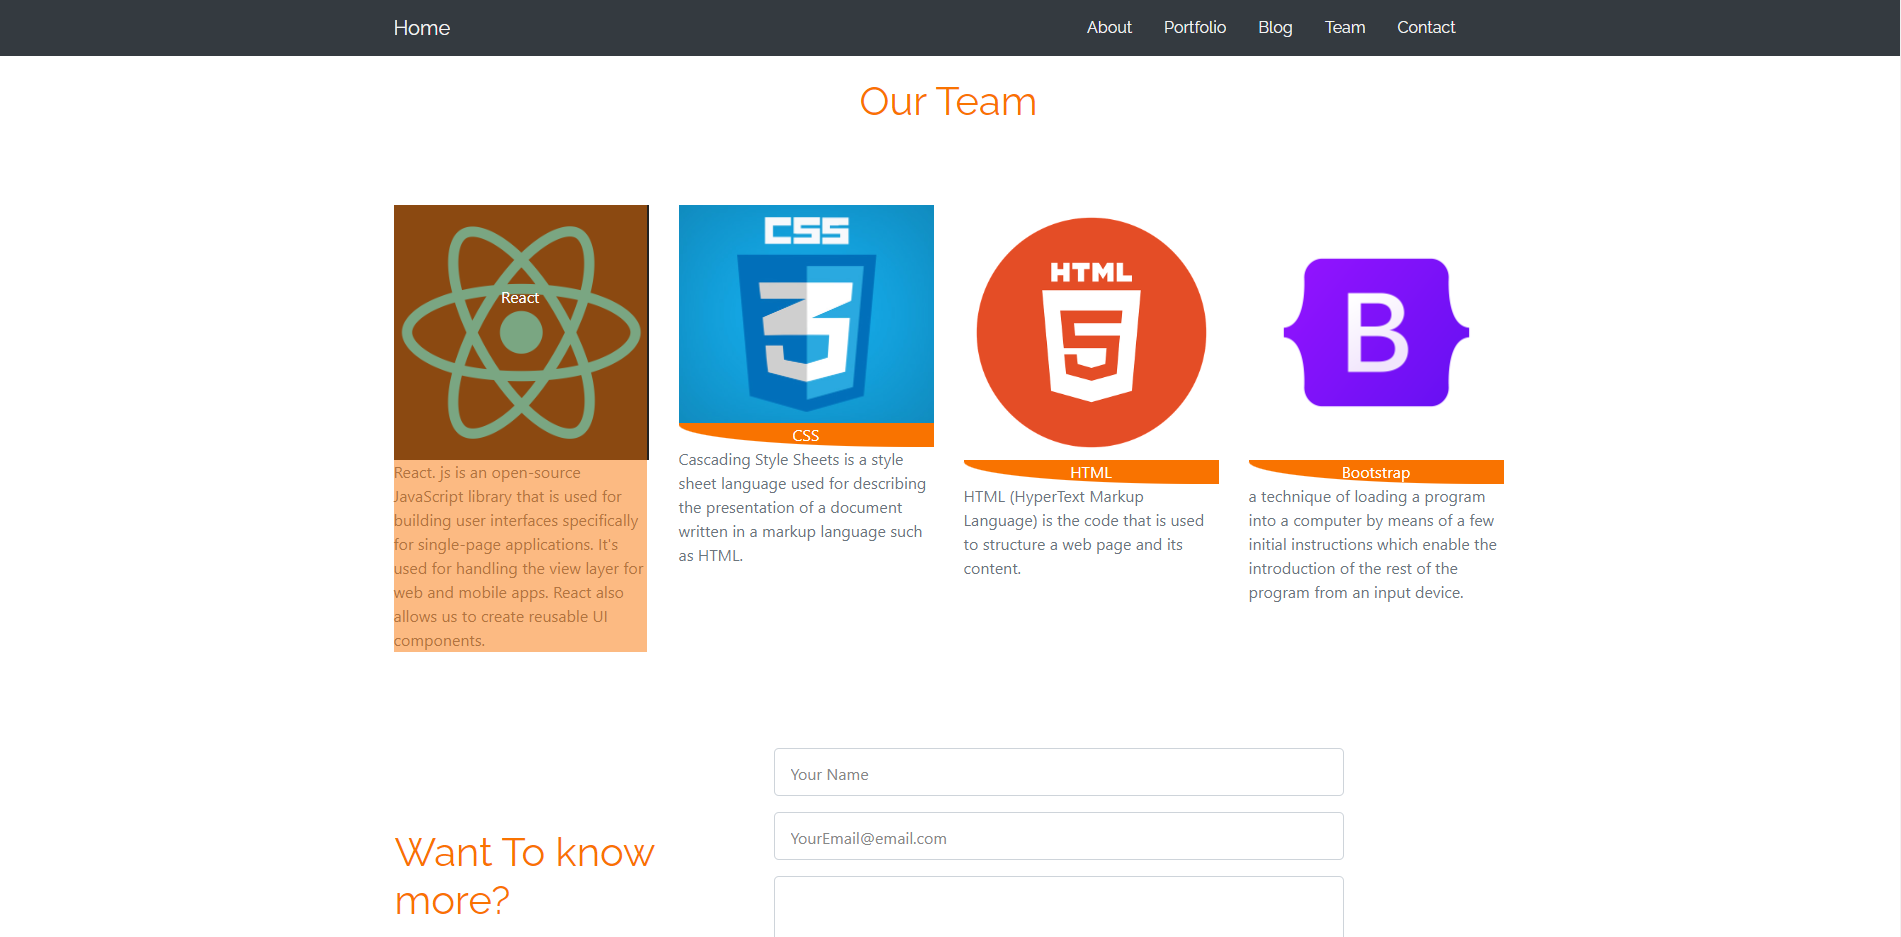 Home
About
Portfolio
Blog
Team
Contact
Our Team
React
React. js is an open-source
JavaScript library that is used for
building user interfaces specifically
for single-page applications. It's
used for handling the view layer for
web and mobile apps. React also
allows us to create reusable UI
components.
CSS
3
CSS
Cascading Style Sheets is a style
sheet language used for describing
the presentation of a document
written in a markup language such
as HTML.
HTML
5
HTML
HTML (HyperText Markup
Language) is the code that is used
to structure a web page and its
content.
B
Bootstrap
a technique of loading a program
into a computer by means of a few
initial instructions which enable the
introduction of the rest of the
program from an input device.
Want To know
more?
Your Name
YourEmail@email.com